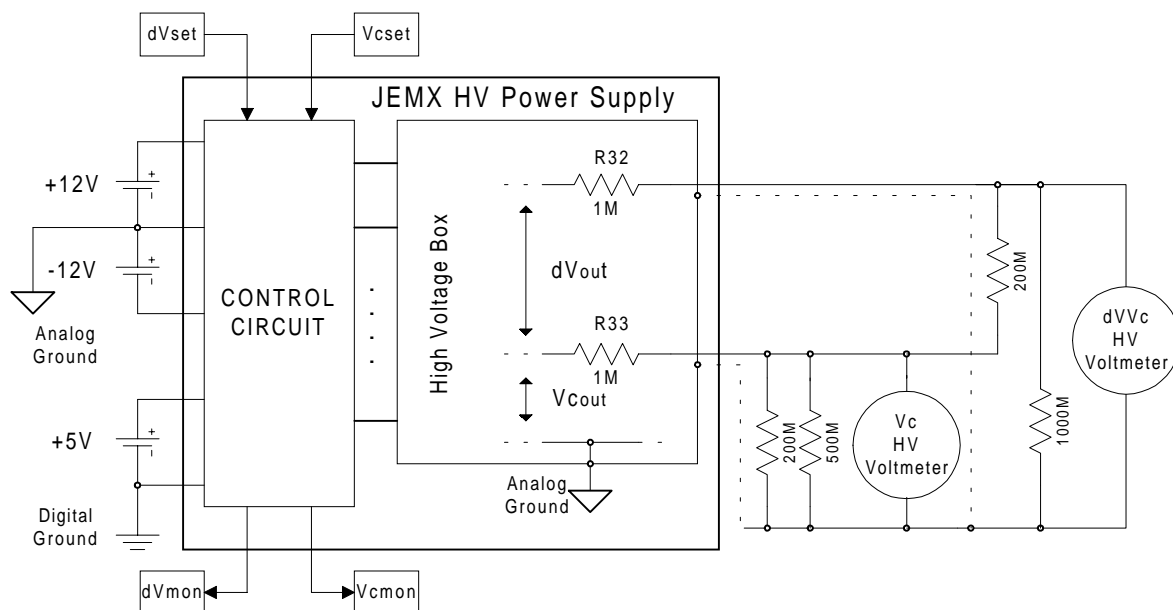 dVset
Vcset
JEMX HV Power Supply
+
+12V
−
-12V
+
−
Analog
Ground
+5V
+
−
Digital
Ground
CONTROL
CIRCUIT
High Voltage Box
R32
1M
dVout
R33
1M
Vcout
Analog
Ground
200M
500M
Vc
HV
Voltmeter
200M
1000M
dVVc
HV
Voltmeter
dVmon
Vcmon